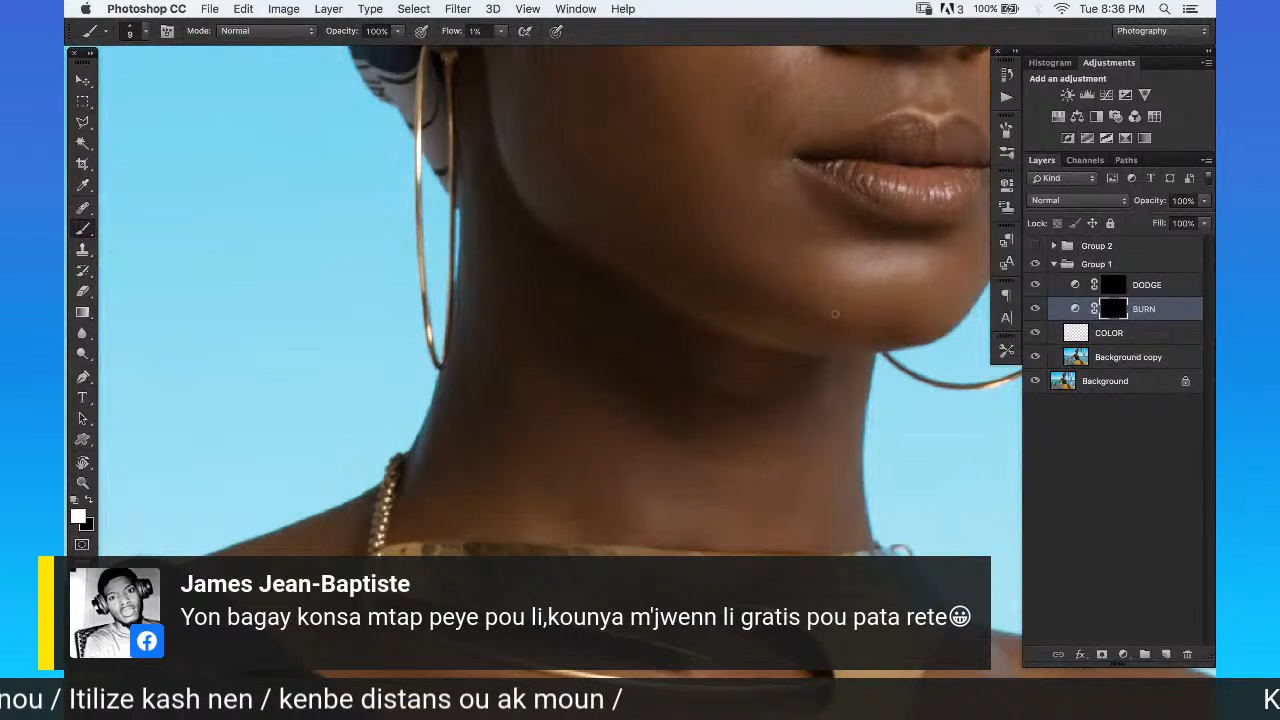 Photoshop CC File Edit Image Layer Type Select Filter 3D View Window Help 3 100% Tue 8:36 PM
9 Mode: Normal Opacity: 100% Flow: 1% Photography
Histogram Adjustments
Add an adjustment
Layers Channels Paths
Kind
Normal Opacity: 100%
Lock: Fill: 100%
Group 2
Group 1
DODGE
BURN
COLOR
Background copy
Background
James Jean-Baptiste
Yon bagay konsa mtap peye pou li,kounya m'jwenn li gratis pou pata rete😀
nou / Itilize kash nen / kenbe distans ou ak moun / K